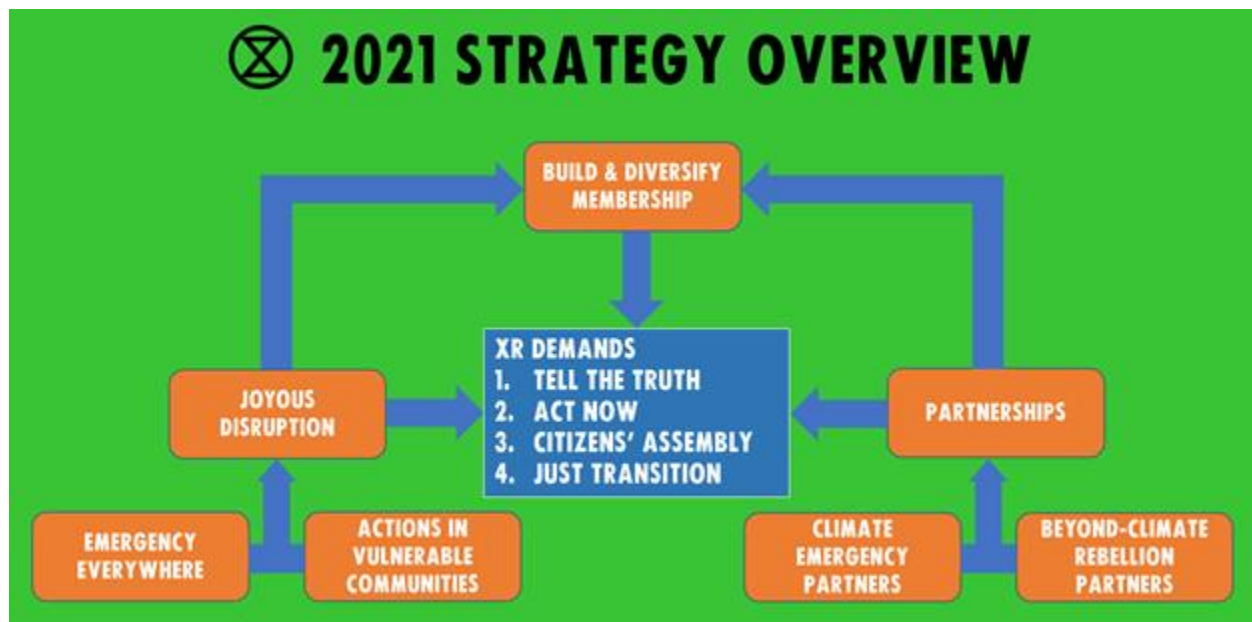 2021 STRATEGY OVERVIEW
BUILD & DIVERSIFY
MEMBERSHIP
XR DEMANDS
1. TELL THE TRUTH
2. ACT NOW
3. CITIZENS’ ASSEMBLY
4. JUST TRANSITION
JOYOUS
DISRUPTION
PARTNERSHIPS
EMERGENCY
EVERYWHERE
ACTIONS IN
VULNERABLE
COMMUNITIES
CLIMATE
EMERGENCY
PARTNERS
BEYOND-CLIMATE
REBELLION
PARTNERS